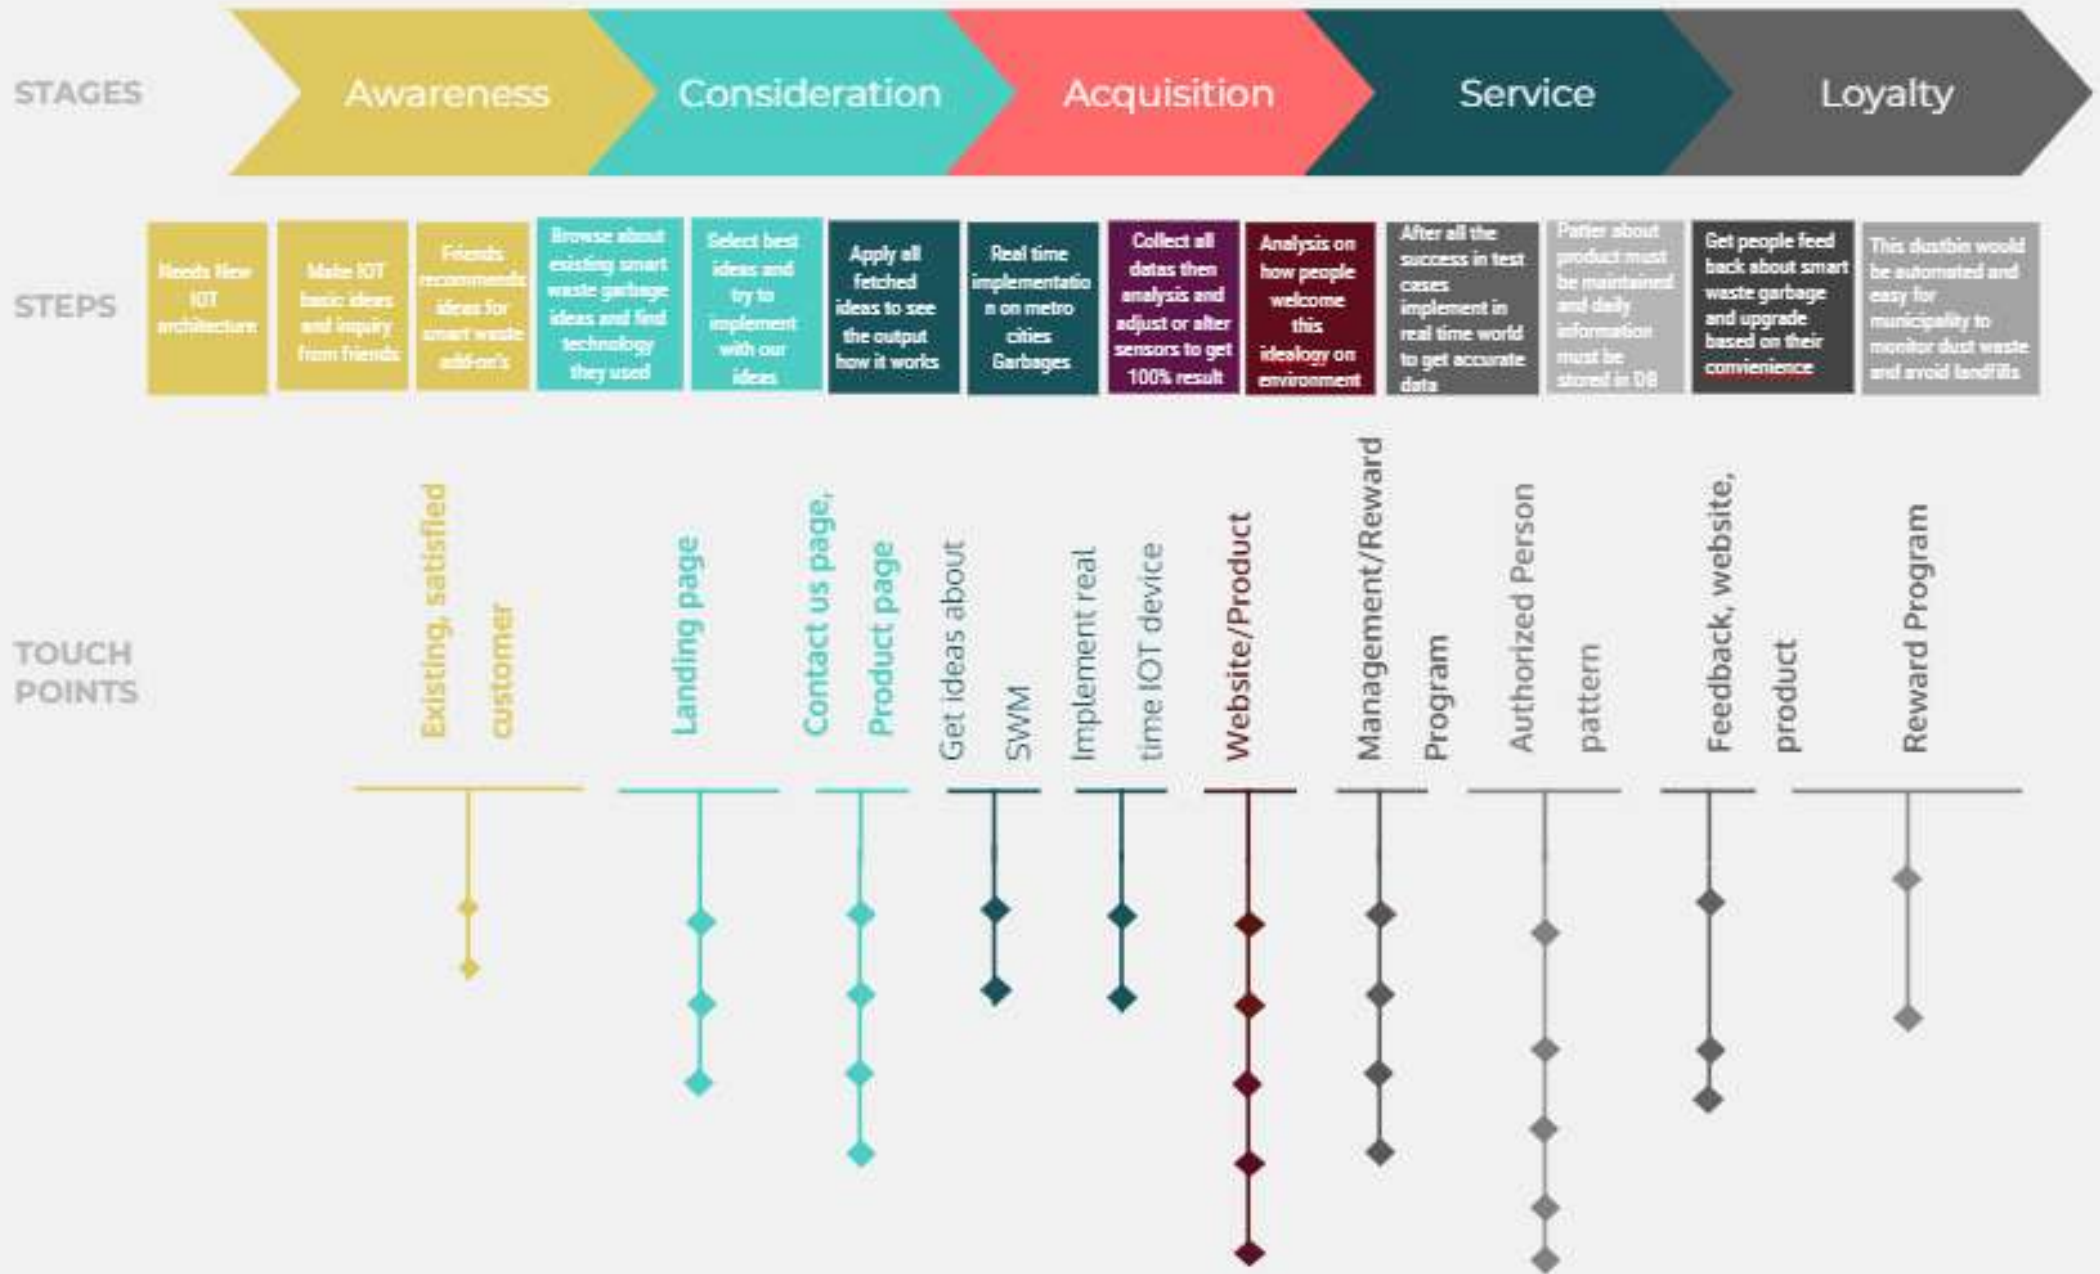 STAGES
Awareness
Consideration
Acquisition
Service
Loyalty
STEPS
Needs New
IOT
architecture
Make IOT
basic ideas
and inquiry
from friends
Friends
recommends
ideas for
smart waste
add-on's
Browse about
existing smart
waste garbage
ideas and find
technology
they used
Select best
ideas and
try to
implement
with our
ideas
Apply all
fetched
ideas to see
the output
how it works
Real time
implementatio
n on metro
cities
Garbages
Collect all
datas then
analysis and
adjust or alter
sensors to get
100% result
Analysis on
how people
welcome
this
idealogy on
environment
After all the
success in test
cases
implement in
real time world
to get accurate
data
Patter about
product must
be maintained
and daily
information
must be
stored in DB
Get people feed
back about smart
waste garbage
and upgrade
based on their
convienience
This dustbin would
be automated and
easy for
municipality to
monitor dust waste
and avoid landfills
TOUCH
POINTS
Existing, satisfied
customer
Landing page
Contact us page,
Product page
Get ideas about
SWM
Implement real
time IOT device
Website/Product
Management/Reward
Program
Authorized Person
pattern
Feedback, website,
product
Reward Program